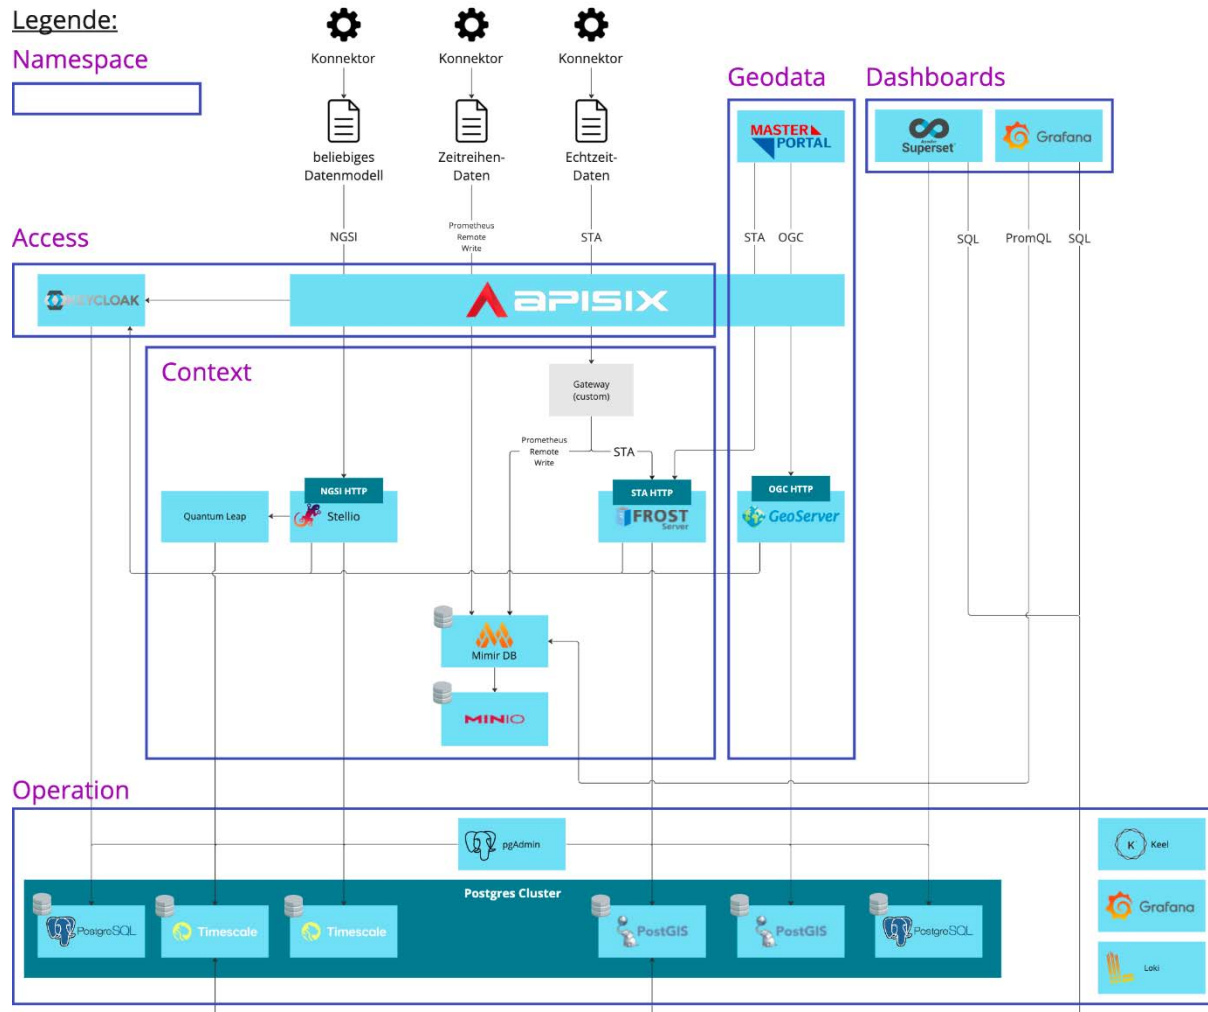 Legende:
Namespace
Konnektor
Konnektor
Konnektor
Geodata
Dashboards
beliebiges
Datenmodell
Zeitreihen-
Daten
Echtzeit-
Daten
MASTER
PORTAL
Superset
Grafana
Access
NGSI
Prometheus
Remote
Write
STA
STA
OGC
SQL
PromQL
SQL
YCLOAK
APISIX
Context
Gateway
(custom)
Prometheus
Remote
Write
STA
NGSI HTTP
STA HTTP
OGC HTTP
Quantum Leap
Stellio
FROST
Server
GeoServer
Mimir DB
MINIO
Operation
pgAdmin
K
Keel
Postgres Cluster
PostgreSQL
Timescale
Timescale
PostGIS
PostGIS
PostgreSQL
Grafana
Loki